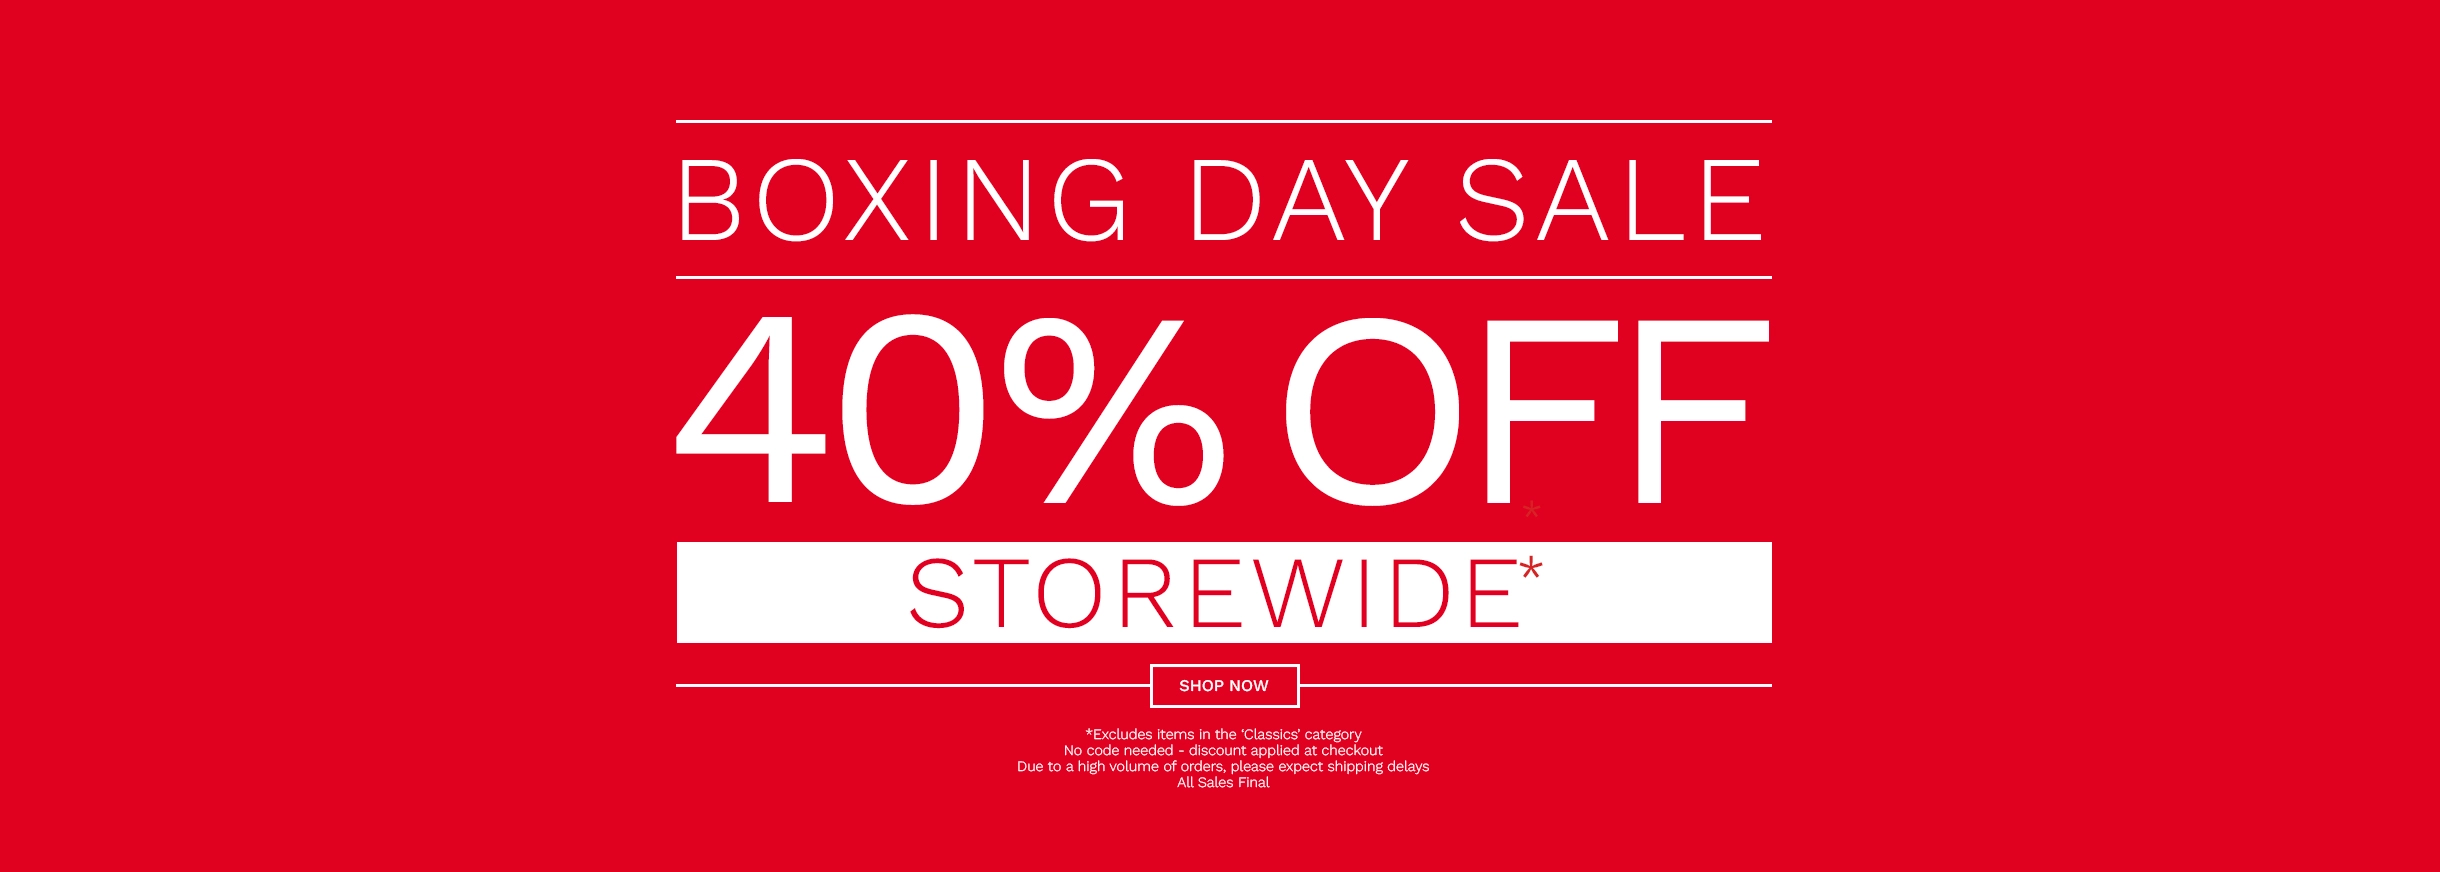 BOXING DAY SALE
40% OFF
*
STOREWIDE*
SHOP NOW
*Excludes items in the ‘Classics’ category
No code needed - discount applied at checkout
Due to a high volume of orders, please expect shipping delays
All Sales Final